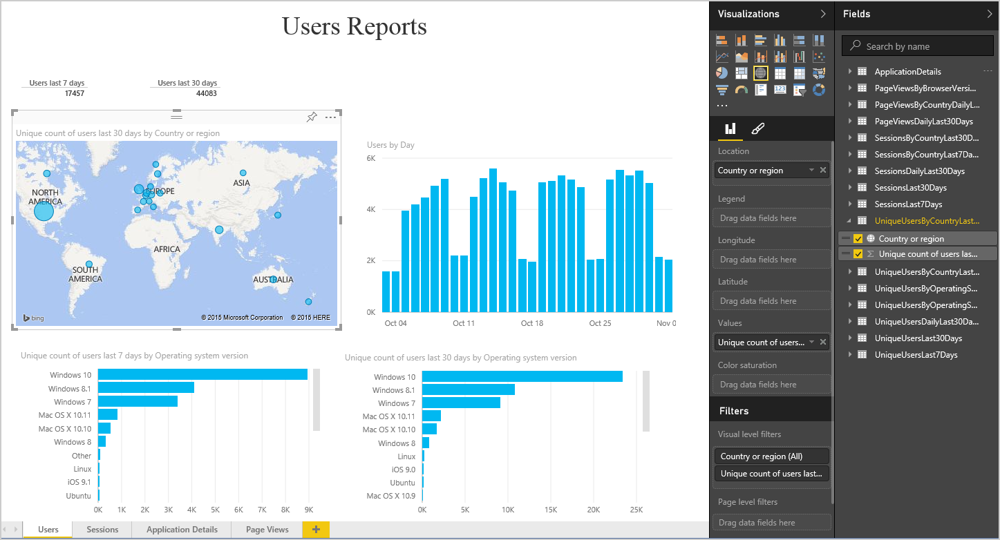 Users Reports
Users last 7 days
17457
Users last 30 days
44083
Unique count of users last 30 days by Country or region
NORTH
AMERICA
EUROPE
ASIA
AFRICA
SOUTH
AMERICA
AUSTRALIA
bing
© 2015 Microsoft Corporation © 2015 HERE
Users by Day
6K
4K
2K
0K
Oct 04 Oct 11 Oct 18 Oct 25 Nov 0
Unique count of users last 7 days by Operating system version
Windows 10
Windows 8.1
Windows 7
Mac OS X 10.11
Mac OS X 10.10
Windows 8
Other
Linux
iOS 9.1
Ubuntu
0K 1K 2K 3K 4K 5K 6K 7K 8K 9K
Unique count of users last 30 days by Operating system version
Windows 10
Windows 8.1
Windows 7
Mac OS X 10.11
Mac OS X 10.10
Windows 8
Linux
iOS 9.0
Ubuntu
Mac OS X 10.9
0K 5K 10K 15K 20K 25K
Users
Sessions
Application Details
Page Views
+
Visualizations
123
...
Location
Country or region
Legend
Drag data fields here
Longitude
Drag data fields here
Latitude
Drag data fields here
Values
Unique count of users...
Color saturation
Drag data fields here
Filters
Visual level filters
Country or region (All)
Unique count of users last...
Page level filters
Drag data fields here
Fields
Search by name
ApplicationDetails
PageViewsByBrowserVersi...
PageViewsByCountryDailyL...
PageViewsDailyLast30Days
SessionsByCountryLast30D...
SessionsByCountryLast7Da...
SessionsDailyLast30Days
SessionsLast30Days
SessionsLast7Days
UniqueUsersByCountryLast...
Country or region
Σ Unique count of users las...
UniqueUsersByCountryLast...
UniqueUsersByOperatingS...
UniqueUsersByOperatingS...
UniqueUsersDailyLast30Da...
UniqueUsersLast30Days
UniqueUsersLast7Days